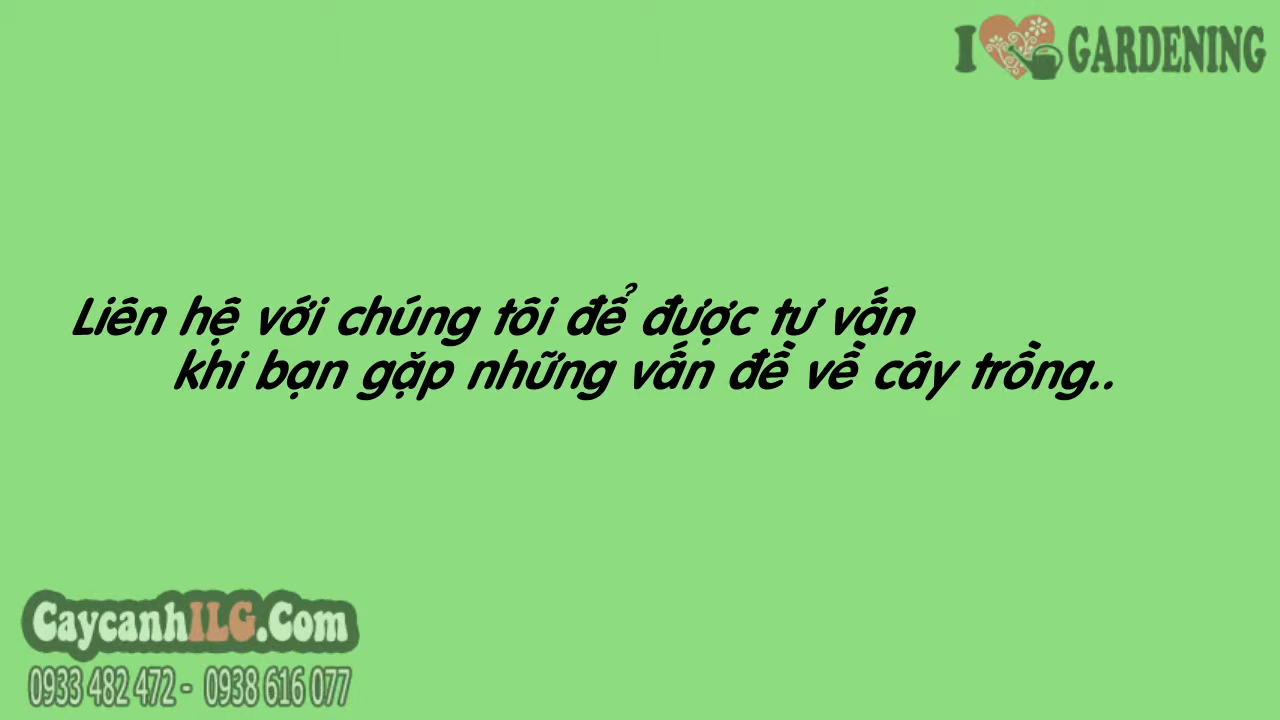 I GARDENING
Liên hệ với chúng tôi để được tư vấn
khi bạn gặp những vấn đề về cây trồng..
CaycanhILG.Com
0933 482 472 - 0938 616 077